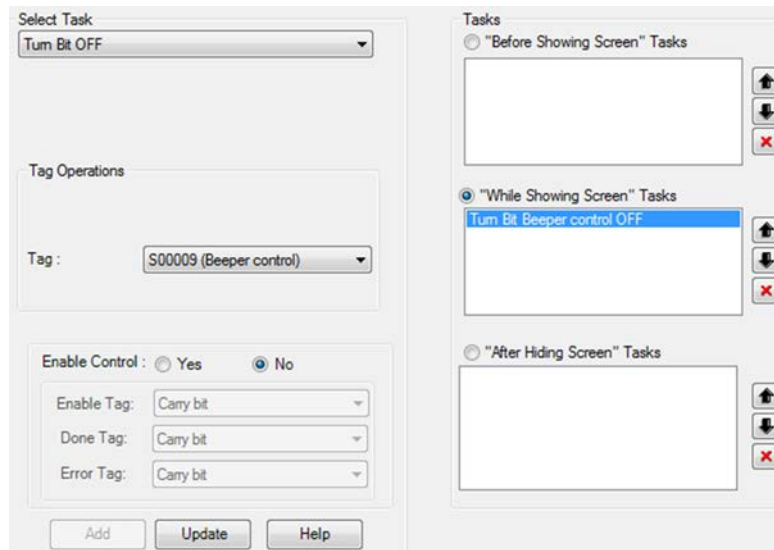 Select Task
Turn Bit OFF
Tag Operations
Tag :
S00009 (Beeper control)
Enable Control :
Yes
No
Enable Tag:
Carry bit
Done Tag:
Carry bit
Error Tag:
Carry bit
Add
Update
Help
Tasks
"Before Showing Screen" Tasks
"While Showing Screen" Tasks
Turn Bit Beeper control OFF
"After Hiding Screen" Tasks